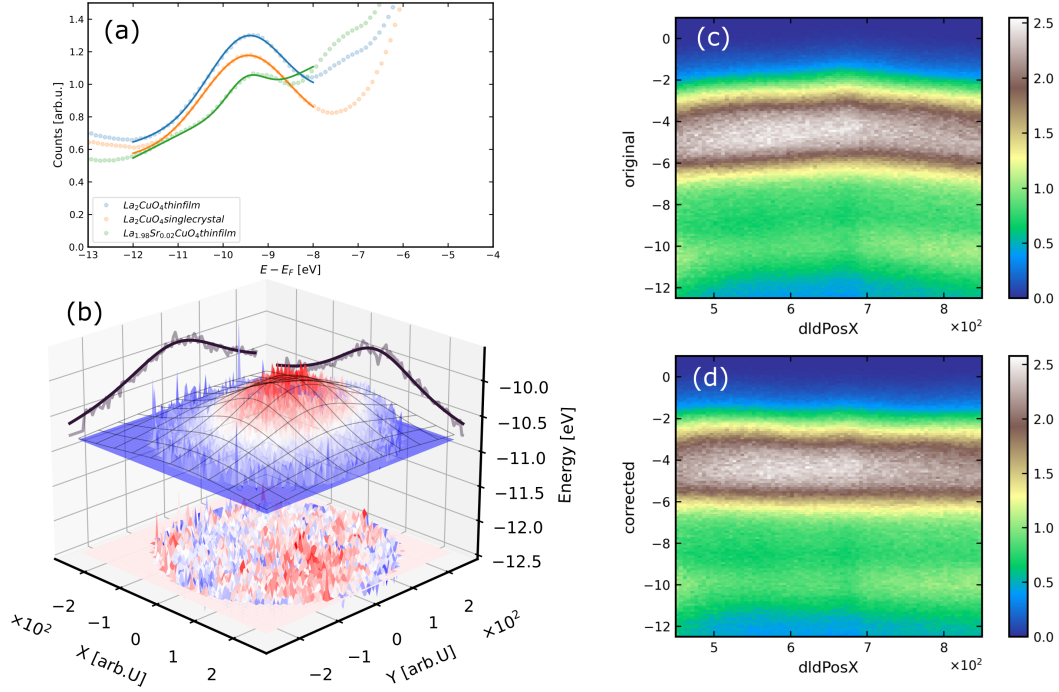 (a)
1.4
1.2
1.0
0.8
0.6
0.4
0.2
0.0
Counts [arb.u.]
La₂CuO₄thinfilm
La₂CuO₄singlecrystal
La₁.₉₈Sr₀.₀₂CuO₄thinfilm
−13 −12 −11 −10 −9 −8 −7 −6 −5 −4
E − E_F [eV]
(b)
−10.0
−10.5
−11.0
−11.5
−12.0
−12.5
Energy [eV]
−2 −1 0 1 2
×10²
X [arb.U]
−2 −1 0 1 2
×10²
Y [arb.U]
(c)
0
−2
−4
−6
−8
−10
−12
original
5 6 7 8
×10²
dldPosX
2.5
2.0
1.5
1.0
0.5
0.0
(d)
0
−2
−4
−6
−8
−10
−12
corrected
5 6 7 8
×10²
dldPosX
2.5
2.0
1.5
1.0
0.5
0.0